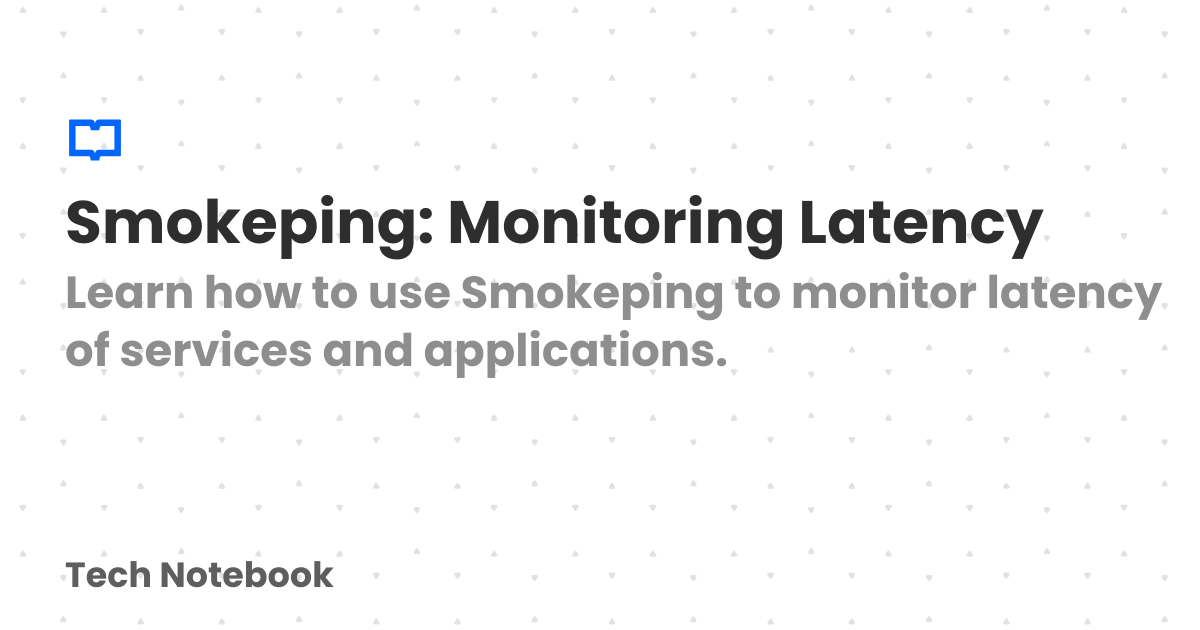 Smokeping: Monitoring Latency
Learn how to use Smokeping to monitor latency
of services and applications.
Tech Notebook